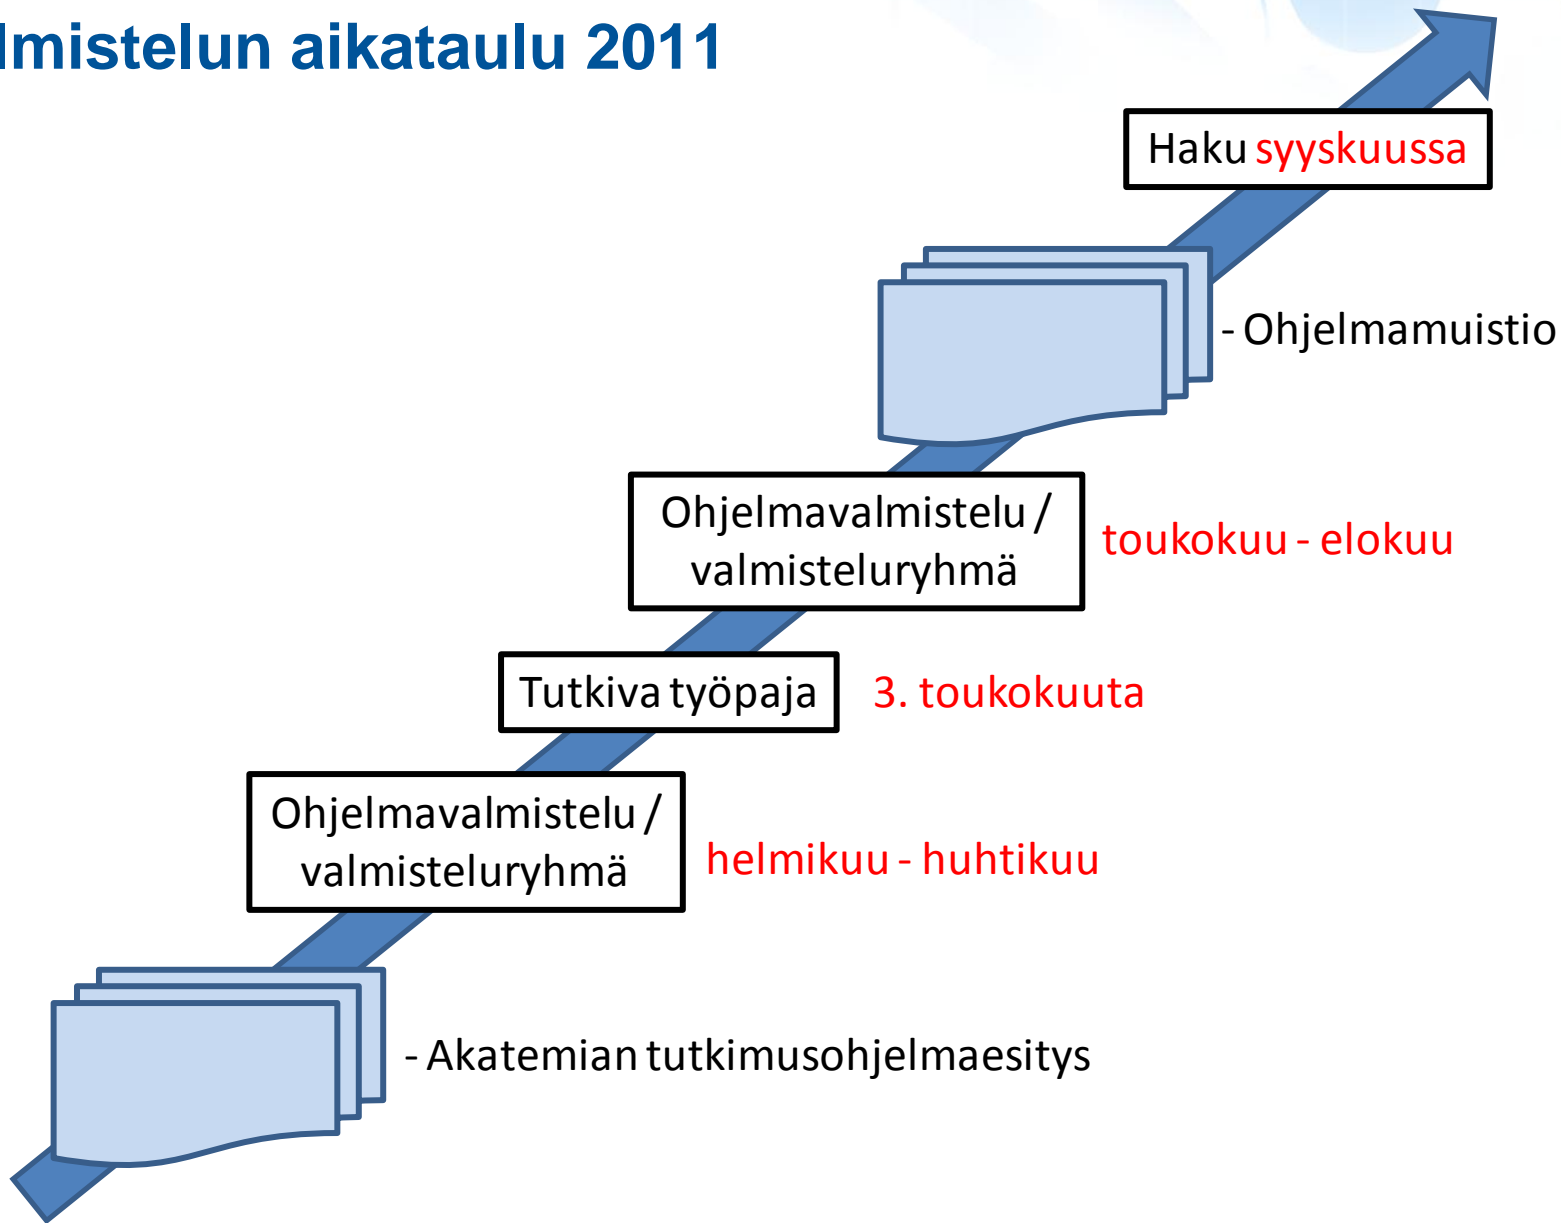 lmistelun aikataulu 2011
Haku syyskuussa
- Ohjelmamuistio
Ohjelmavalmistelu /
valmisteluryhmä
toukokuu - elokuu
Tutkiva työpaja
3. toukokuuta
Ohjelmavalmistelu /
valmisteluryhmä
helmikuu - huhtikuu
- Akatemian tutkimusohjelmaesitys